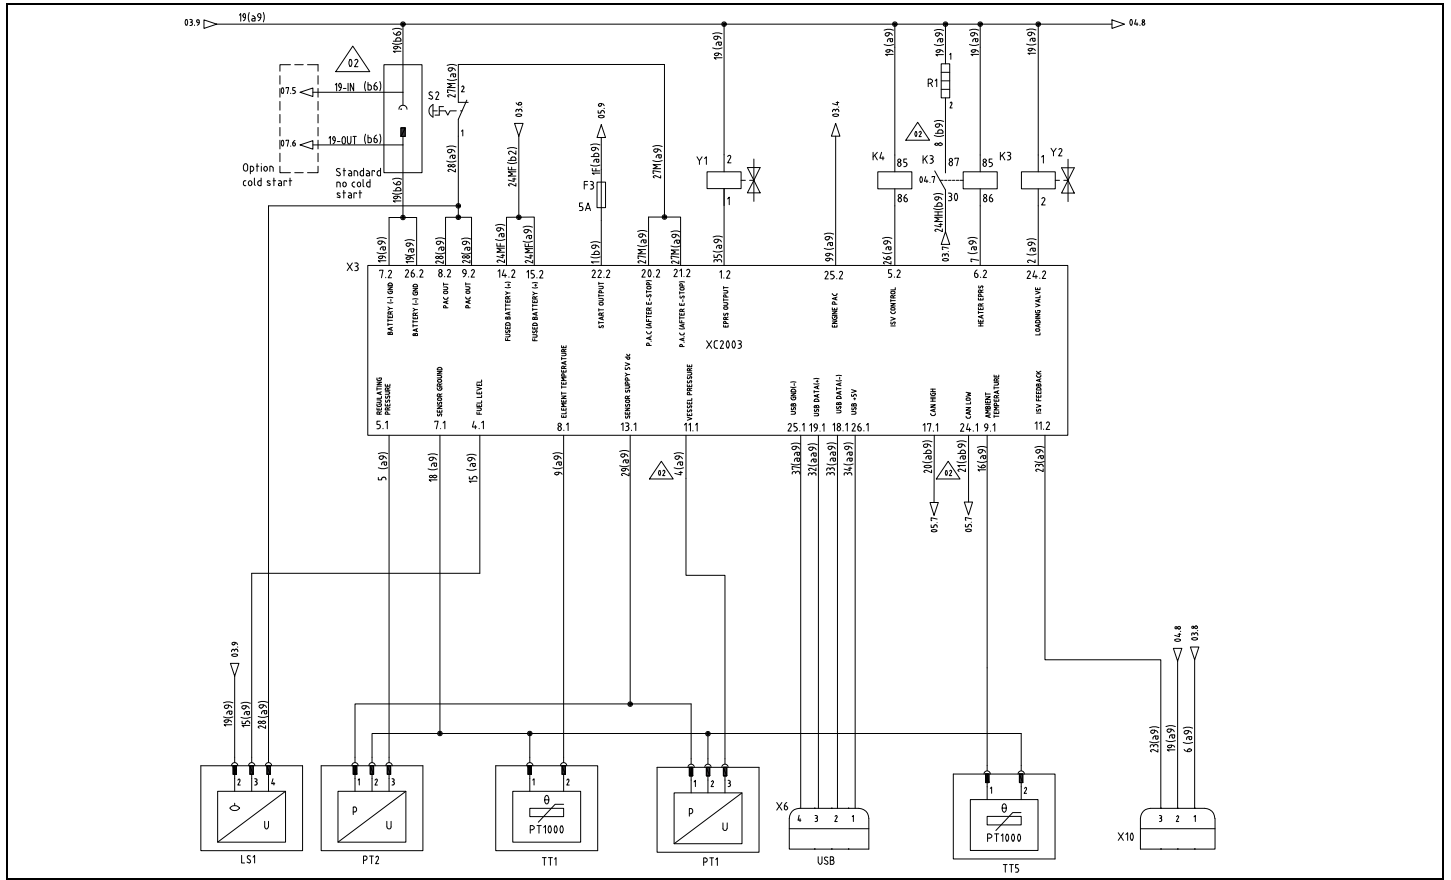 03.9
19(a9)
04.8
19(b6)
02
07.5
19-IN (b6)
07.6
19-OUT (b6)
Option
cold start
Standard
no cold
start
19(b6)
S2
27M(a9)
2
1
28(a9)
03.6
24MF(b2)
05.9
1F(ab9)
F3
5A
27M(a9)
19(a9)
Y1
2
1
03.4
19(a9)
K4
85
86
19(a9)
1
R1
2
8 (b9)
02
K3
87
04.7
30
24MH(b9)
03.7
19(a9)
85
K3
86
19(a9)
1
Y2
2
19(a9)
19(a9)
28(a9)
28(a9)
24MF(a9)
24MF(a9)
1(b9)
27M(a9)
27M(a9)
35(a9)
99(a9)
26(a9)
7 (a9)
2 (a9)
X3
7.2
26.2
8.2
9.2
14.2
15.2
22.2
20.2
21.2
1.2
25.2
5.2
6.2
24.2
BATTERY (-) GND
BATTERY (-) GND
PAC OUT
PAC OUT
FUSED BATTERY (+)
FUSED BATTERY (+)
START OUTPUT
P.A.C (AFTER E-STOP)
P.A.C (AFTER E-STOP)
EPRS OUTPUT
ENGINE PAC
ISV CONTROL
HEATER EPRS
LOADING VALVE
XC2003
REGULATING
PRESSURE
SENSOR GROUND
FUEL LEVEL
ELEMENT TEMPERATURE
SENSOR SUPPY 5V dc
VESSEL PRESSURE
USB GND(-)
USB DATA(+)
USB DATA(-)
USB +5V
CAN HIGH
CAN LOW
AMBIENT
TEMPERATURE
ISV FEEDBACK
5.1
7.1
4.1
8.1
13.1
11.1
25.1
19.1
18.1
26.1
17.1
24.1
9.1
11.2
5 (a9)
18 (a9)
15 (a9)
9(a9)
29(a9)
02
4(a9)
37(aa9)
32(aa9)
33(aa9)
34(aa9)
20(ab9)
02
21(ab9)
16(a9)
23(a9)
05.7
05.7
03.9
04.8
03.8
19(a9)
15(a9)
28(a9)
23(a9)
19(a9)
6 (a9)
2
3
4
U
LS1
1
2
3
P
U
PT2
1
2
θ
PT1000
TT1
1
2
3
P
U
PT1
X6
4
3
2
1
USB
1
2
θ
PT1000
TT5
X10
3
2
1